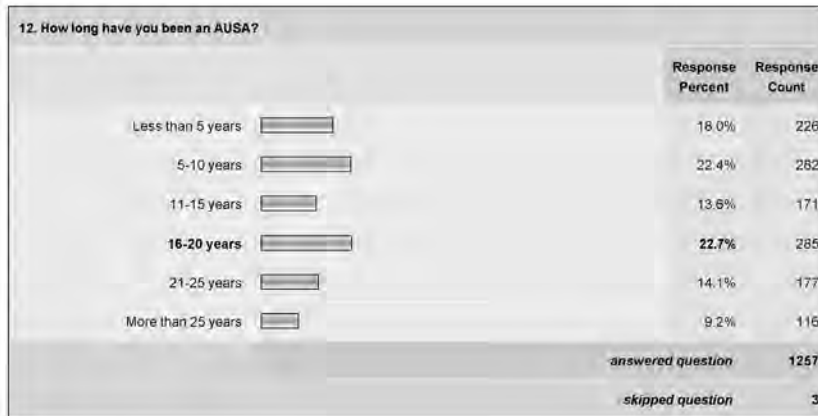 12. How long have you been an AUSA?
Response Percent Response Count
Less than 5 years 18.0% 226
5-10 years 22.4% 282
11-15 years 13.6% 171
16-20 years 22.7% 285
21-25 years 14.1% 177
More than 25 years 9.2% 116
answered question 1257
skipped question 3